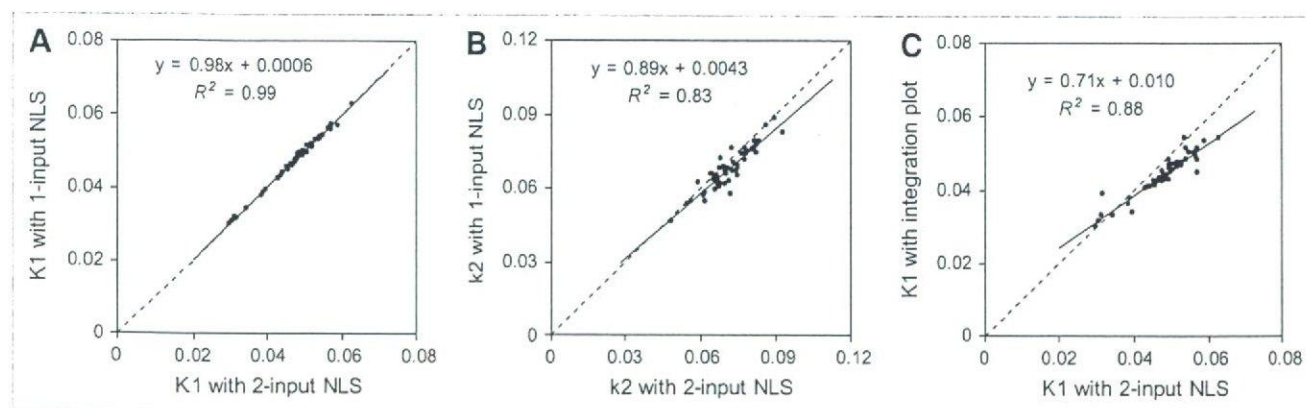 A
K1 with 1-input NLS
0.08
0.06
0.04
0.02
0
y = 0.98x + 0.0006
R² = 0.99
0
0.02
0.04
0.06
0.08
K1 with 2-input NLS
B
k2 with 1-input NLS
0.12
0.09
0.06
0.03
0
y = 0.89x + 0.0043
R² = 0.83
0
0.03
0.06
0.09
0.12
k2 with 2-input NLS
C
K1 with integration plot
0.08
0.06
0.04
0.02
0
y = 0.71x + 0.010
R² = 0.88
0
0.02
0.04
0.06
0.08
K1 with 2-input NLS